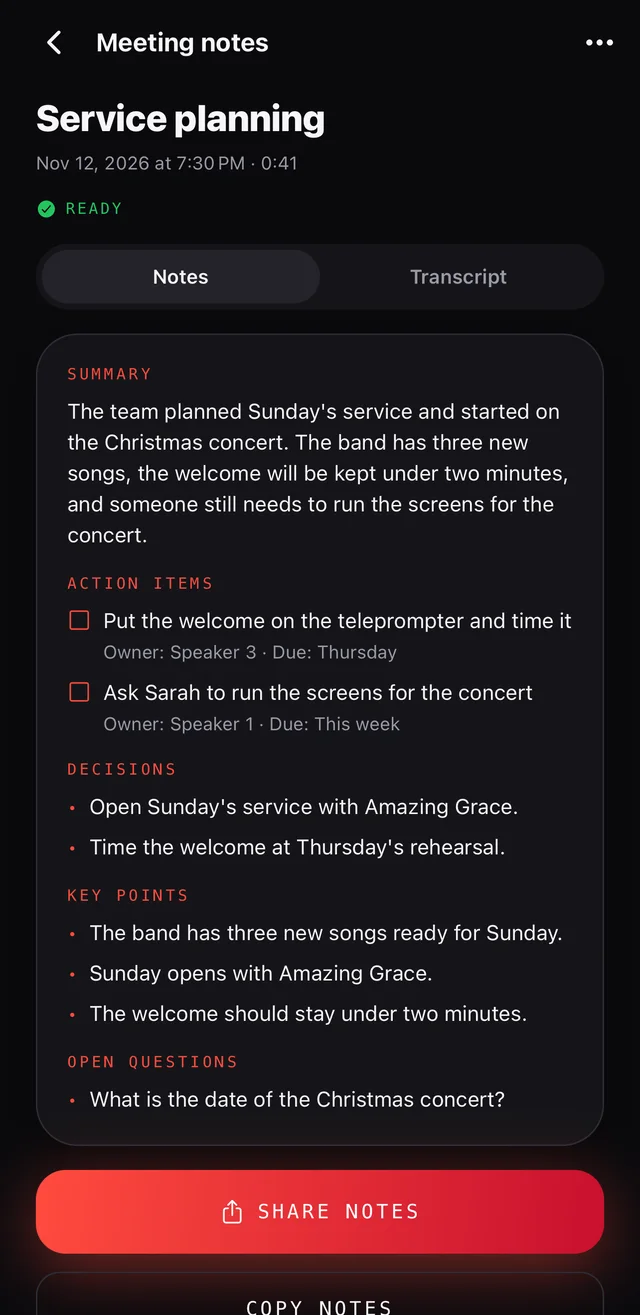 Meeting notes
Service planning
Nov 12, 2026 at 7:30 PM · 0:41
READY
Notes
Transcript
SUMMARY
The team planned Sunday's service and started on
the Christmas concert. The band has three new
songs, the welcome will be kept under two minutes,
and someone still needs to run the screens for the
concert.
ACTION ITEMS
Put the welcome on the teleprompter and time it
Owner: Speaker 3 · Due: Thursday
Ask Sarah to run the screens for the concert
Owner: Speaker 1 · Due: This week
DECISIONS
• Open Sunday's service with Amazing Grace.
• Time the welcome at Thursday's rehearsal.
KEY POINTS
• The band has three new songs ready for Sunday.
• Sunday opens with Amazing Grace.
• The welcome should stay under two minutes.
OPEN QUESTIONS
• What is the date of the Christmas concert?
SHARE NOTES
COPY NOTES